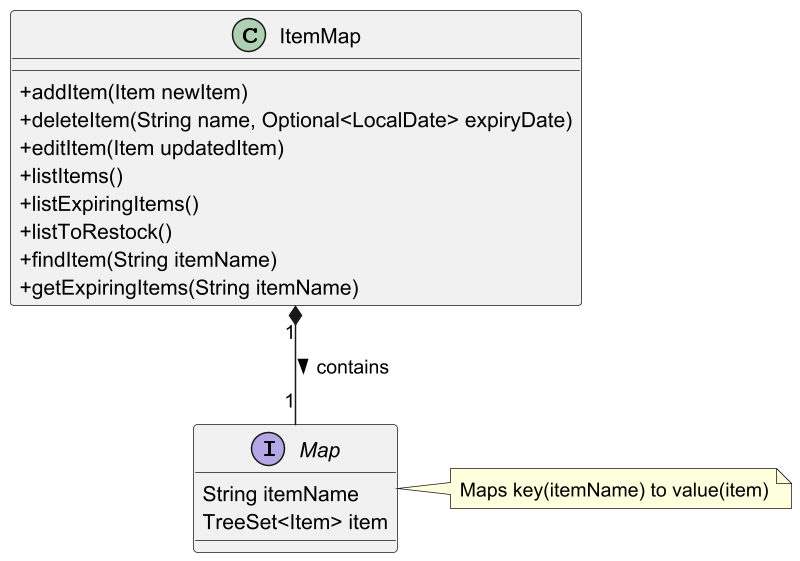 C ItemMap
+addItem(Item newItem)
+deleteItem(String name, Optional<LocalDate> expiryDate)
+editItem(Item updatedItem)
+listItems()
+listExpiringItems()
+listToRestock()
+findItem(String itemName)
+getExpiringItems(String itemName)
1
contains
1
I Map
String itemName
TreeSet<Item> item
Maps key(itemName) to value(item)